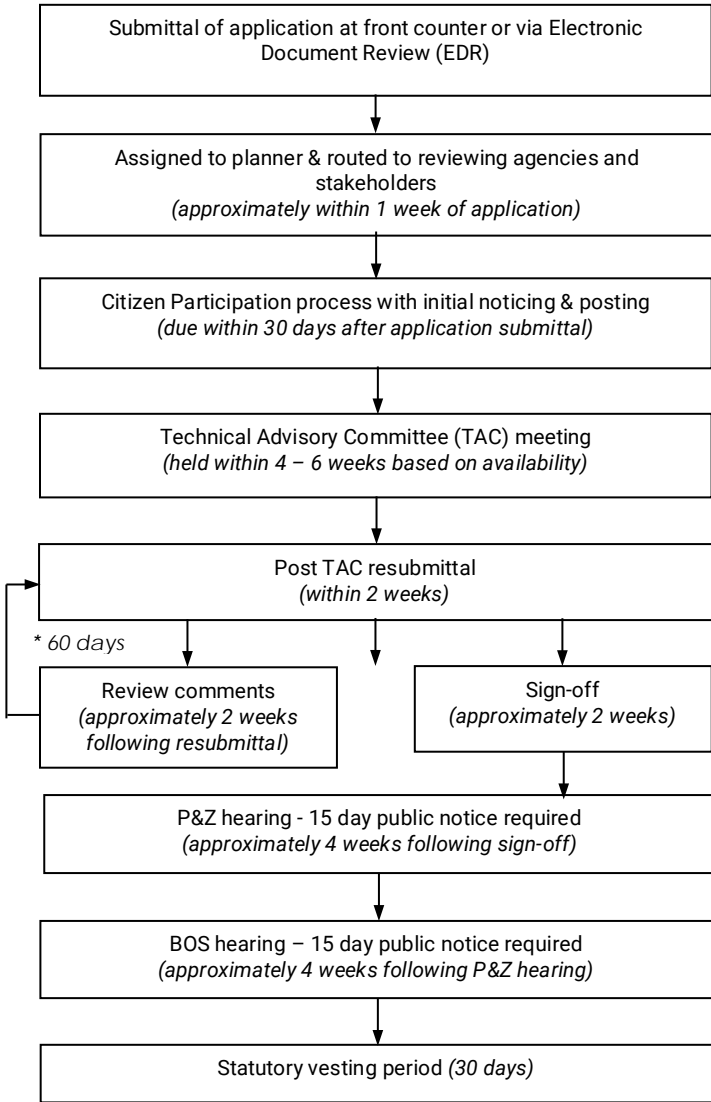 Submittal of application at front counter or via Electronic
Document Review (EDR)
Assigned to planner & routed to reviewing agencies and
stakeholders
(approximately within 1 week of application)
Citizen Participation process with initial noticing & posting
(due within 30 days after application submittal)
Technical Advisory Committee (TAC) meeting
(held within 4 – 6 weeks based on availability)
Post TAC resubmittal
(within 2 weeks)
* 60 days
Review comments
(approximately 2 weeks
following resubmittal)
Sign-off
(approximately 2 weeks)
P&Z hearing - 15 day public notice required
(approximately 4 weeks following sign-off)
BOS hearing – 15 day public notice required
(approximately 4 weeks following P&Z hearing)
Statutory vesting period (30 days)